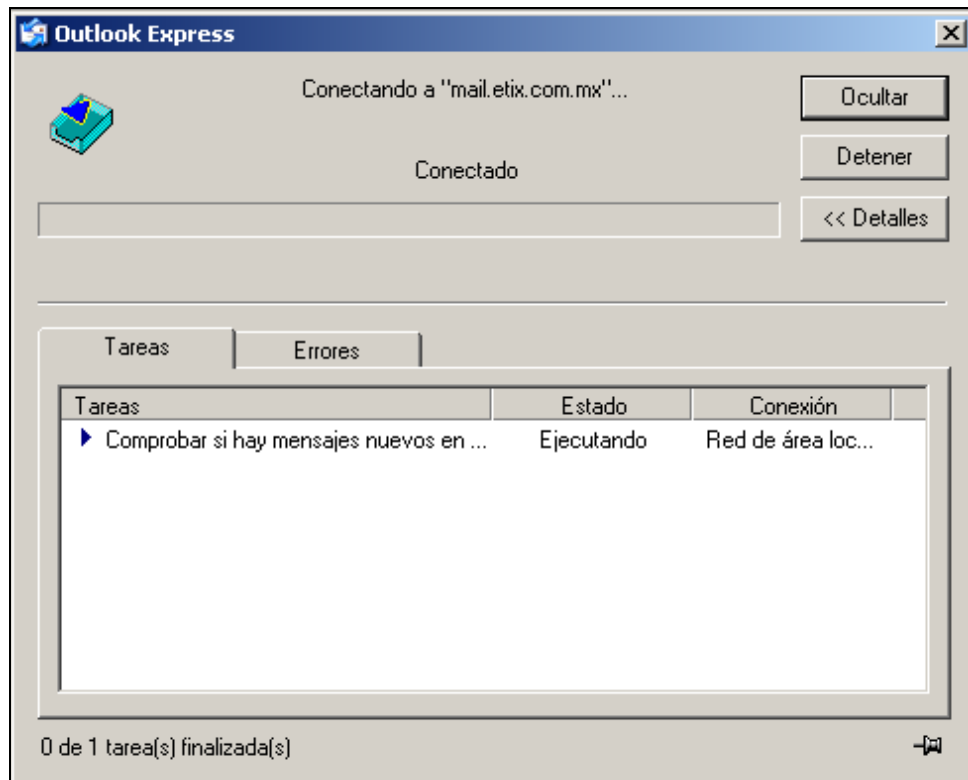 Outlook Express
Conectando a "mail.etix.com.mx"...
Ocultar
Conectado
Detener
<< Detalles
Tareas Errores
Tareas Estado Conexión
Comprobar si hay mensajes nuevos en ... Ejecutando Red de área loc...
0 de 1 tarea(s) finalizada(s)